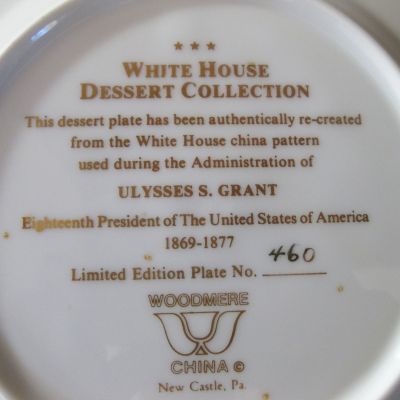 ★ ★ ★
WHITE HOUSE
DESSERT COLLECTION
This dessert plate has been authentically re-created
from the White House china pattern
used during the Administration of
ULYSSES S. GRANT
Eighteenth President of The United States of America
1869-1877
Limited Edition Plate No. 460
WOODMERE
CHINA ©
New Castle, Pa.